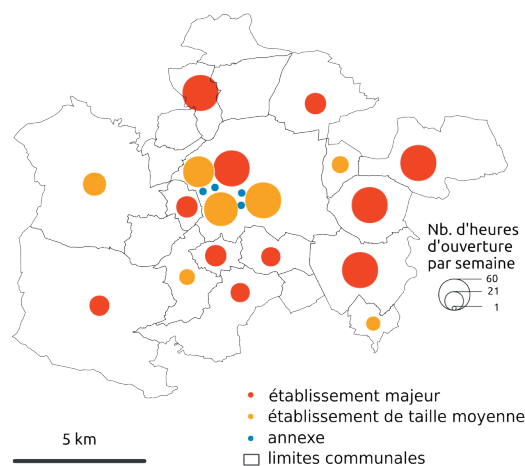 Nb. d'heures
d'ouverture
par semaine
60
21
1
établissement majeur
établissement de taille moyenne
annexe
limites communales
5 km